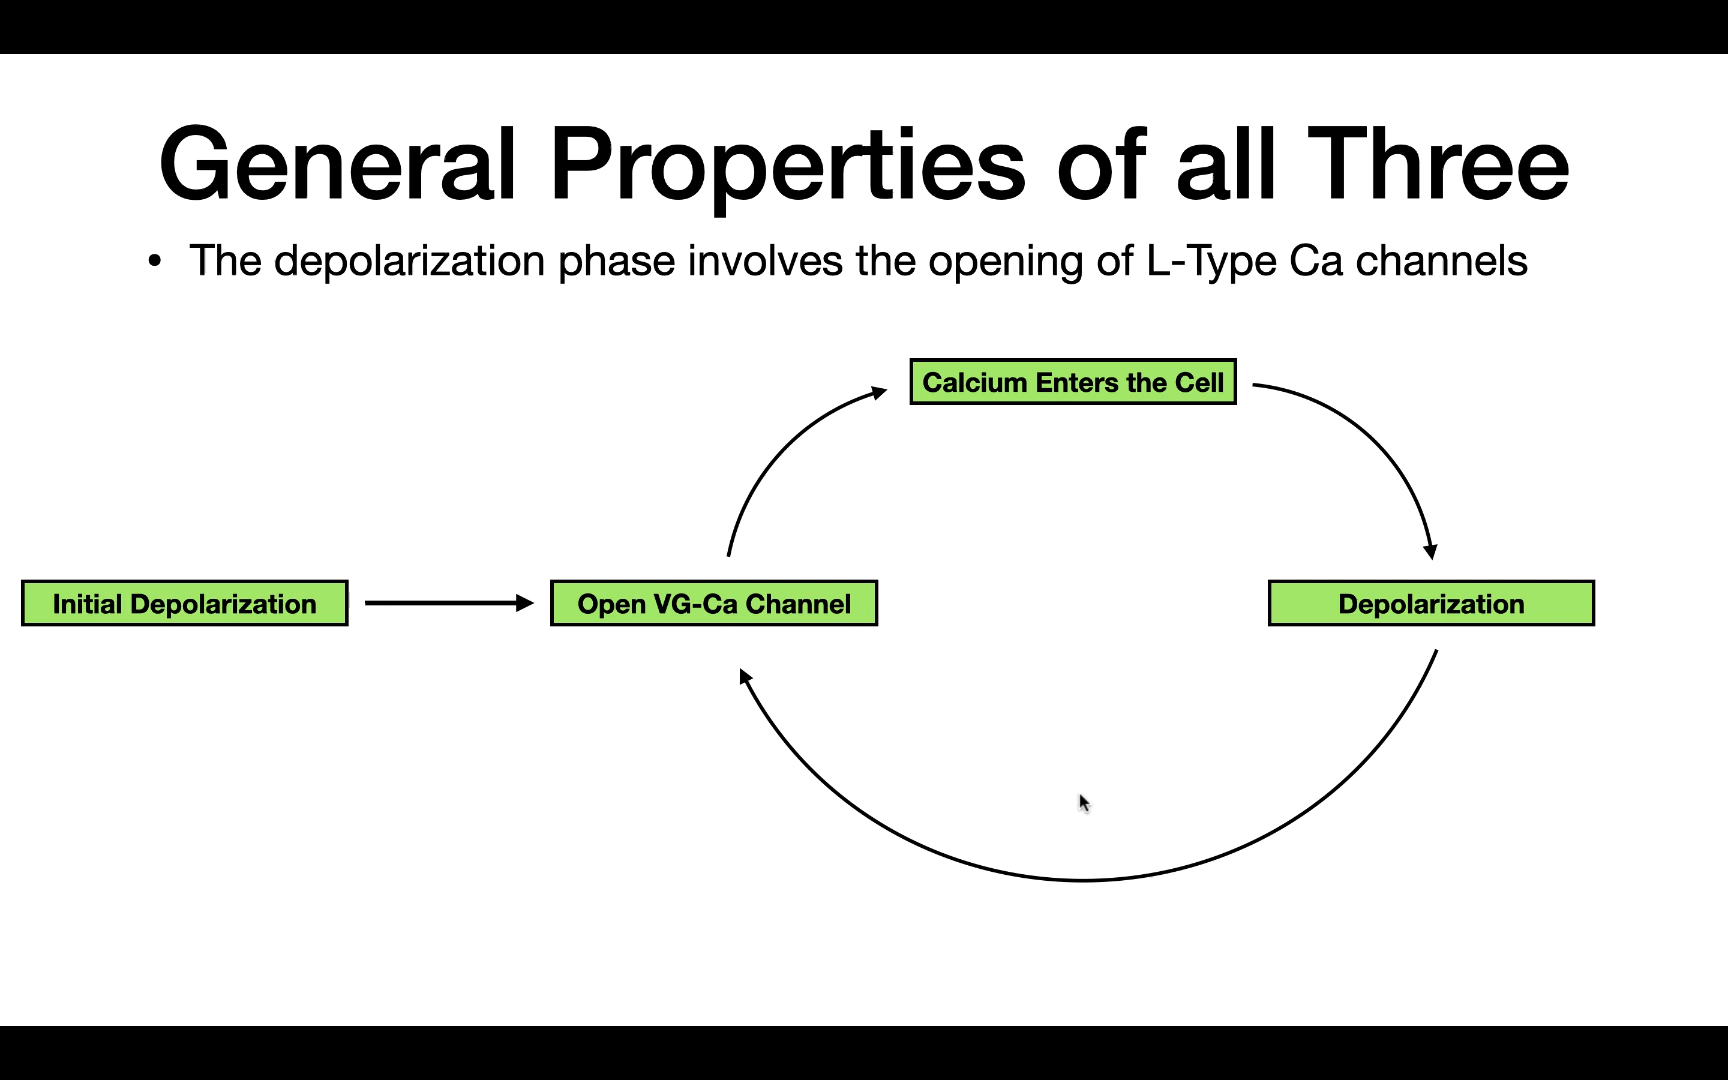 General Properties of all Three
• The depolarization phase involves the opening of L-Type Ca channels
Calcium Enters the Cell
Initial Depolarization
Open VG-Ca Channel
Depolarization